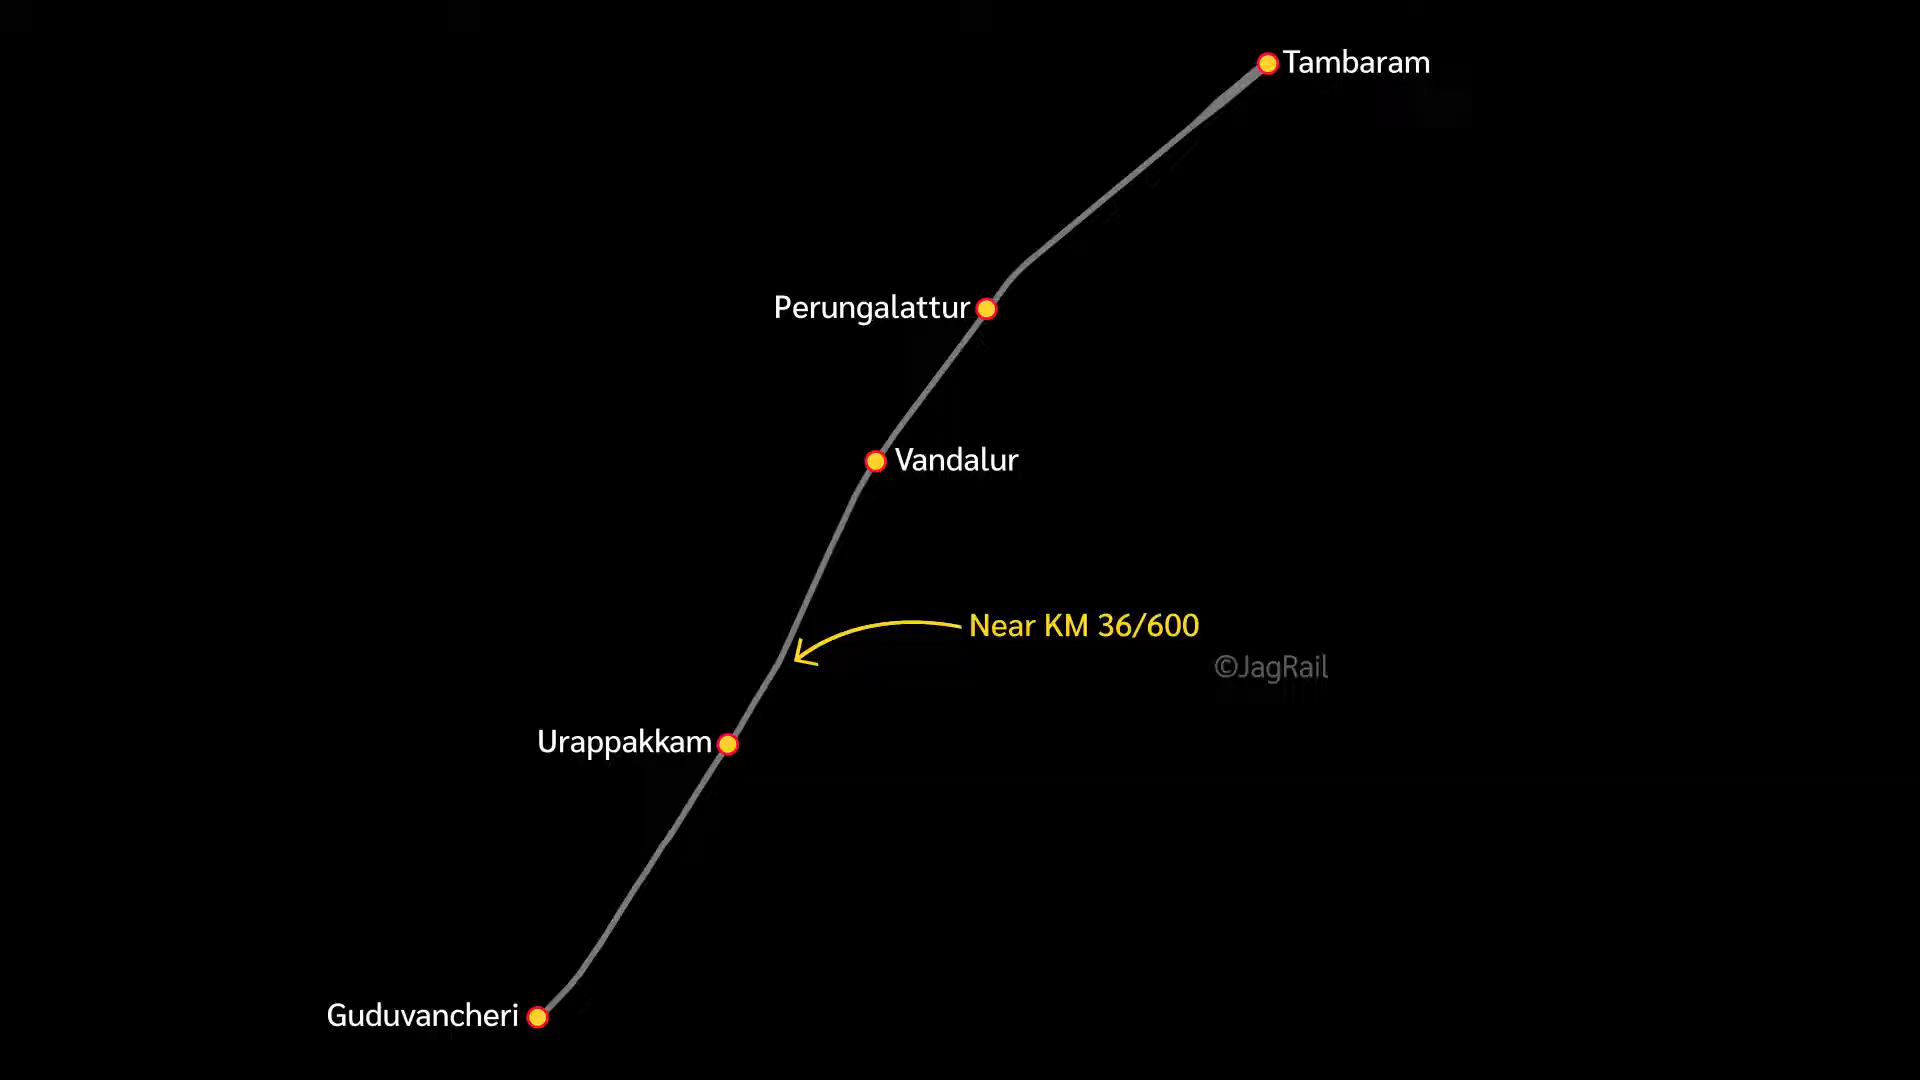 Tambaram
Perungalattur
Vandalur
Near KM 36/600
©JagRail
Urappakkam
Guduvancheri